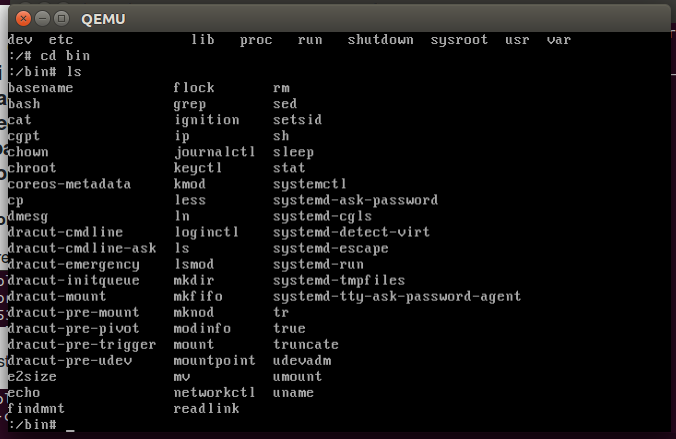 QEMU
dev etc lib proc run shutdown sysroot usr var
:/# cd bin
:/bin# ls
basename flock rm
bash grep sed
cat ignition setsid
cgpt ip sh
chown journalctl sleep
chroot keyctl stat
coreos-metadata kmod systemctl
cp less systemd-ask-password
dmesg ln systemd-cgls
dracut-cmdline loginctl systemd-detect-virt
dracut-cmdline-ask ls systemd-escape
dracut-emergency lsmod systemd-run
dracut-initqueue mkdir systemd-tmpfiles
dracut-mount mkfifo systemd-tty-ask-password-agent
dracut-pre-mount mknod tr
dracut-pre-pivot modinfo true
dracut-pre-trigger mount truncate
dracut-pre-udev mountpoint udevadm
e2size mv umount
echo networkctl uname
findmnt readlink
:/bin# _